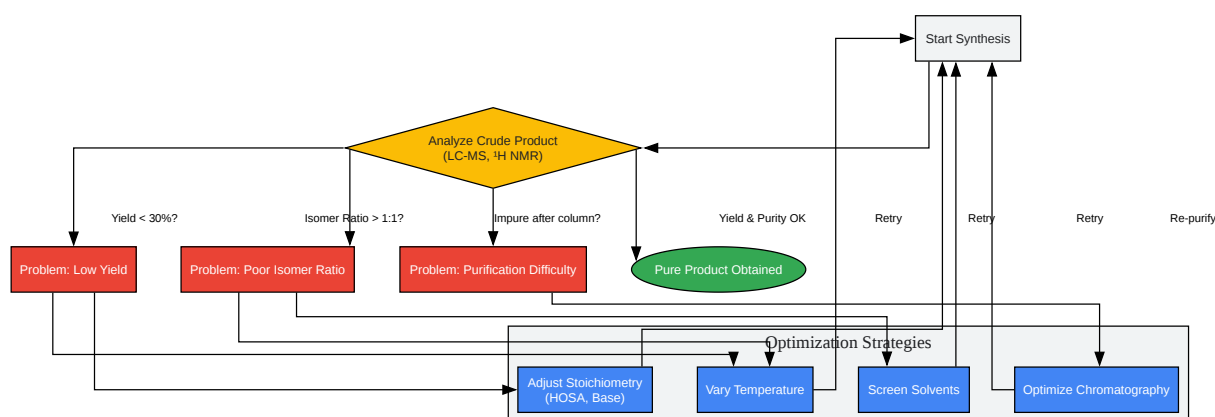 Start Synthesis
Analyze Crude Product
(LC-MS, ¹H NMR)
Yield < 30%?
Isomer Ratio > 1:1?
Impure after column?
Yield & Purity OK
Retry
Retry
Retry
Re-purify
Problem: Low Yield
Problem: Poor Isomer Ratio
Problem: Purification Difficulty
Pure Product Obtained
Optimization Strategies
Adjust Stoichiometry
(HOSA, Base)
Vary Temperature
Screen Solvents
Optimize Chromatography